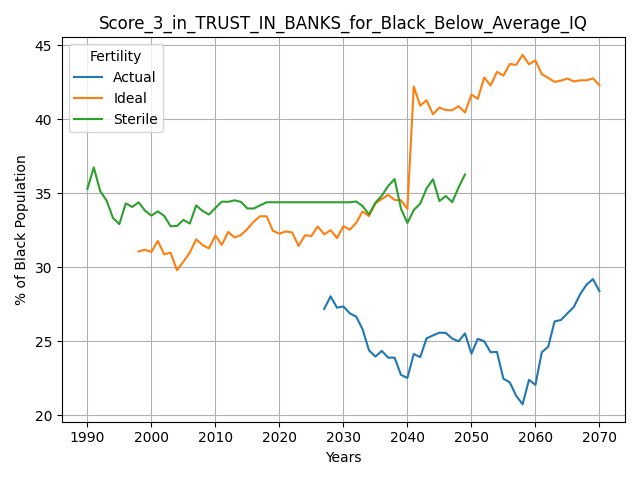 Score_3_in_TRUST_IN_BANKS_for_Black_Below_Average_IQ
Fertility
Actual
Ideal
Sterile
45
40
35
30
25
20
% of Black Population
1990 2000 2010 2020 2030 2040 2050 2060 2070
Years